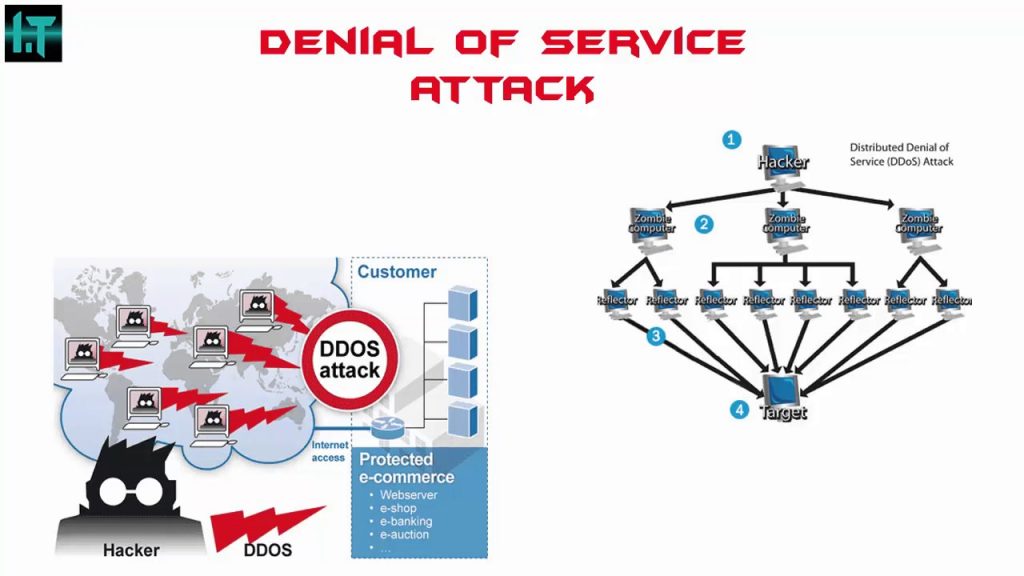 I.T
DENIAL OF SERVICE
ATTACK
Customer
DDOS
attack
Internet
access
Protected
e-commerce
• Webserver
• e-shop
• e-banking
• e-auction
• ...
Hacker
DDOS
1
Hacker
Distributed Denial of
Service (DDoS) Attack
2
Zombie
Computer
Zombie
Computer
Zombie
Computer
Reflector
Reflector
Reflector
Reflector
Reflector
Reflector
Reflector
Reflector
3
4
Target